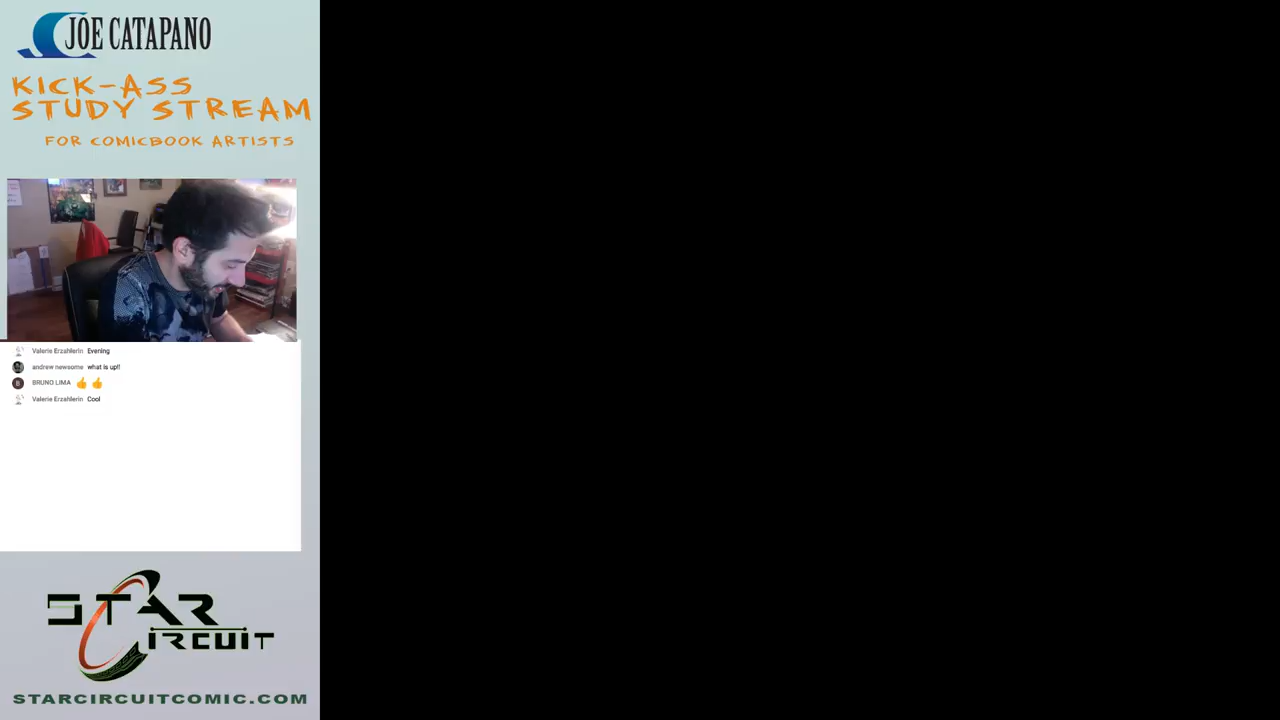 JOE CATAPANO
KICK-ASS
STUDY STREAM
FOR COMICBOOK ARTISTS
Valerie Erzahlerin Evening
andrew newsome what is up!!
B BRUNO LIMA 👍 👍
Valerie Erzahlerin Cool
STAR
CIRCUIT
STARCIRCUITCOMIC.COM